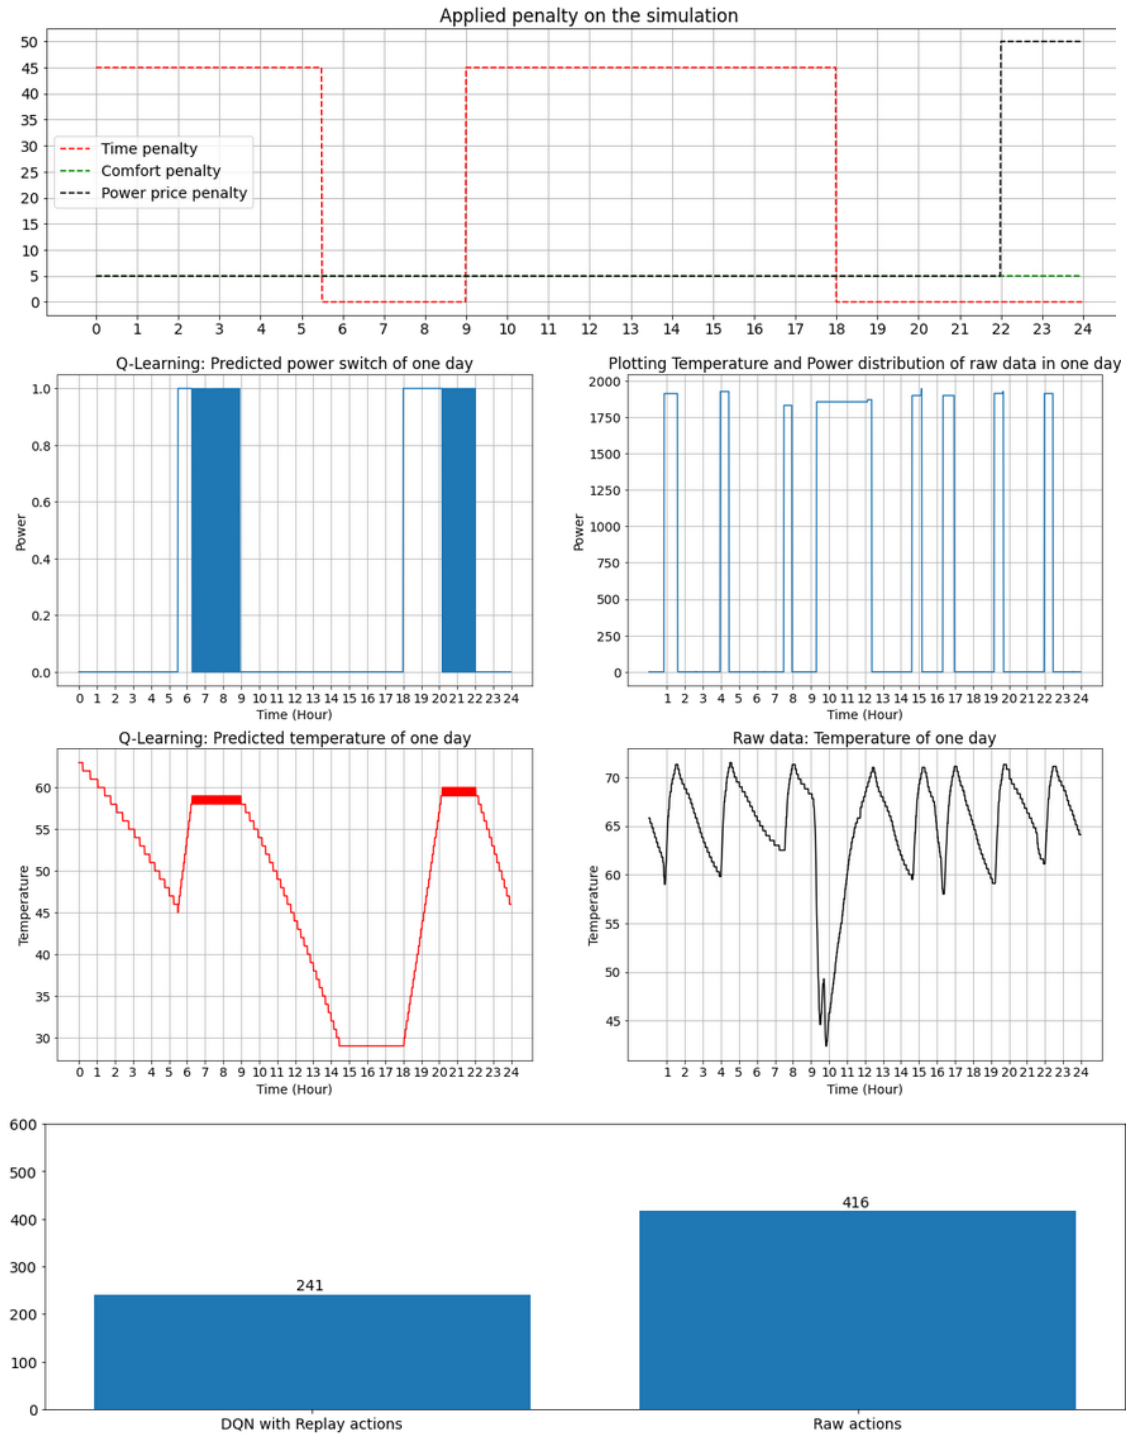 Applied penalty on the simulation
50
45
40
35
30
25
20
15
10
5
0
Time penalty
Comfort penalty
Power price penalty
0 1 2 3 4 5 6 7 8 9 10 11 12 13 14 15 16 17 18 19 20 21 22 23 24
Q-Learning: Predicted power switch of one day
1.0
0.8
0.6
0.4
0.2
0.0
Power
0 1 2 3 4 5 6 7 8 9 10 11 12 13 14 15 16 17 18 19 20 21 22 23 24
Time (Hour)
Plotting Temperature and Power distribution of raw data in one day
2000
1750
1500
1250
1000
750
500
250
0
Power
1 2 3 4 5 6 7 8 9 10 11 12 13 14 15 16 17 18 19 20 21 22 23 24
Time (Hour)
Q-Learning: Predicted temperature of one day
60
55
50
45
40
35
30
Temperature
0 1 2 3 4 5 6 7 8 9 10 11 12 13 14 15 16 17 18 19 20 21 22 23 24
Time (Hour)
Raw data: Temperature of one day
70
65
60
55
50
45
Temperature
1 2 3 4 5 6 7 8 9 10 11 12 13 14 15 16 17 18 19 20 21 22 23 24
Time (Hour)
600
500
400
300
200
100
0
241
416
DQN with Replay actions
Raw actions